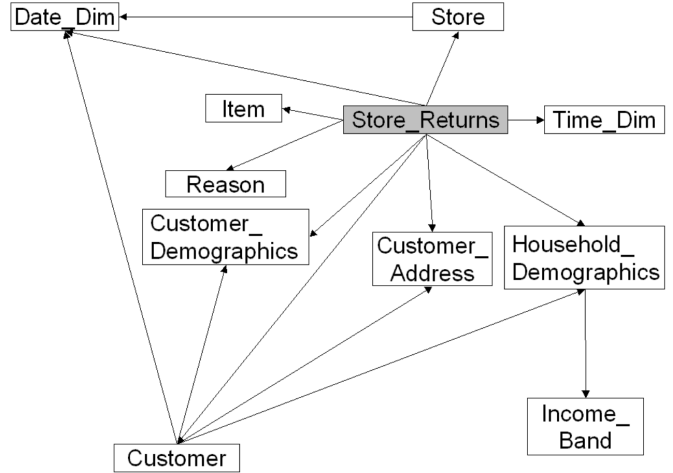 Date_Dim
Store
Item
Store_Returns
Time_Dim
Reason
Customer_
Demographics
Customer_
Address
Household_
Demographics
Income_
Band
Customer